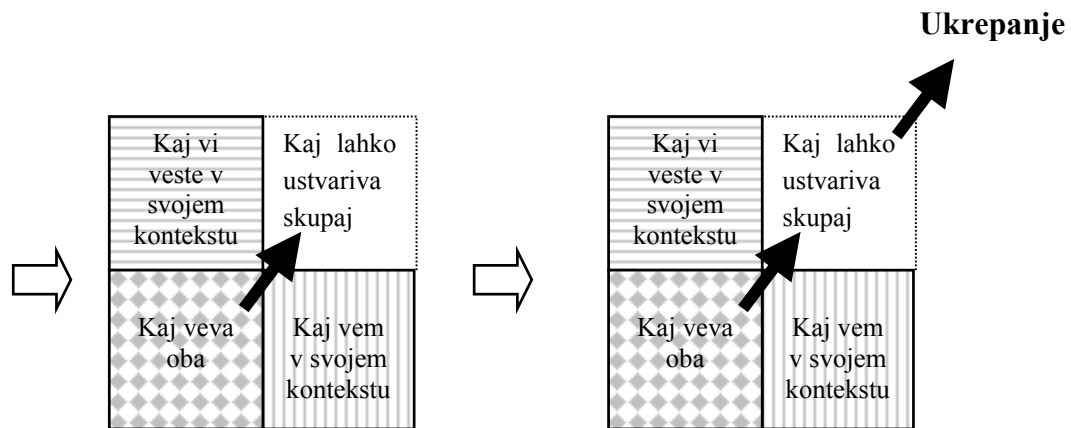 Ukrepanje
Kaj vi
veste v
svojem
kontekstu
Kaj lahko
ustvariva
skupaj
Kaj veva
oba
Kaj vem
v svojem
kontekstu
Kaj vi
veste v
svojem
kontekstu
Kaj lahko
ustvariva
skupaj
Kaj veva
oba
Kaj vem
v svojem
kontekstu